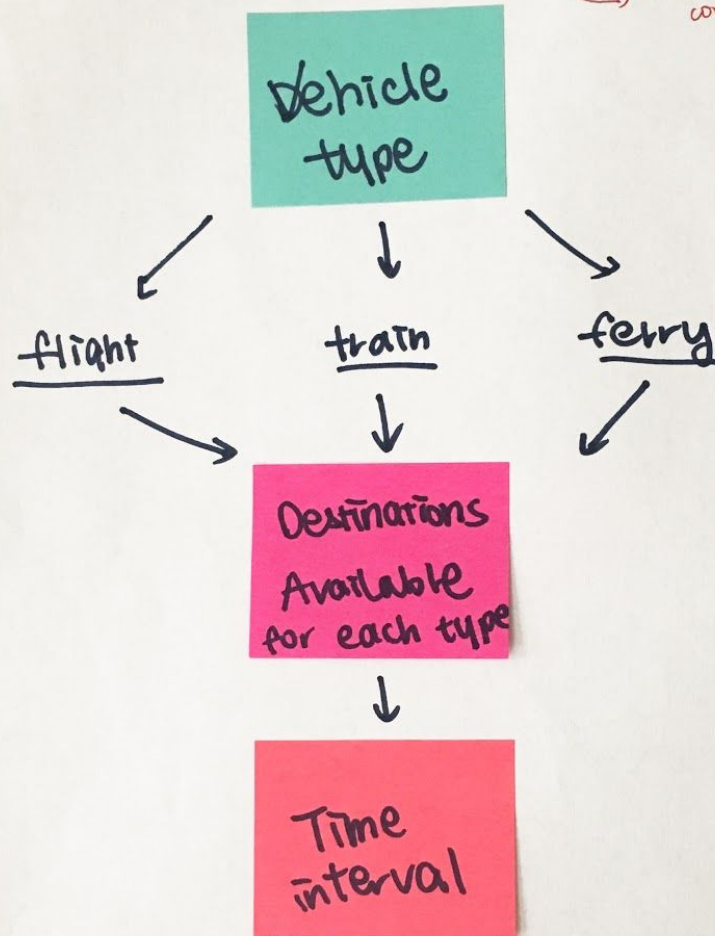 Vehicle
type
flight
train
ferry
Destinations
Available
for each type
Time
interval